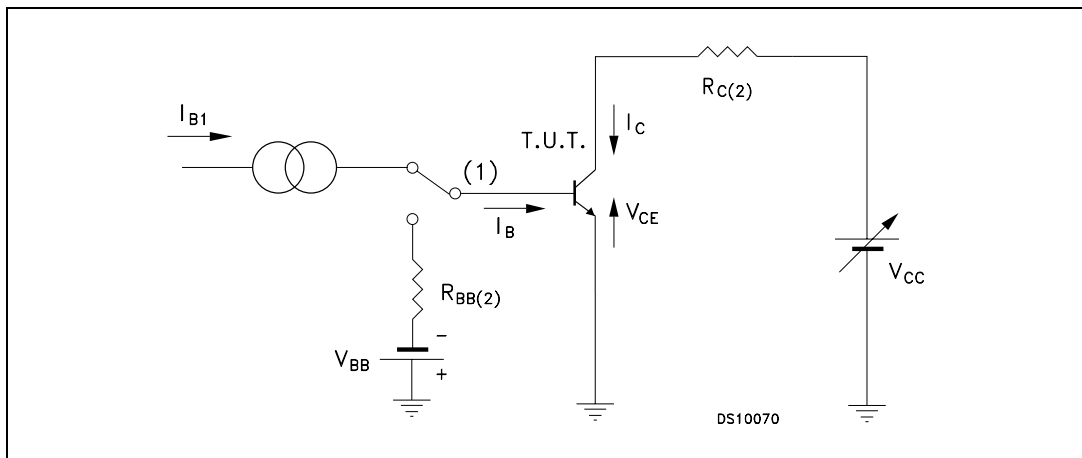 R_C(2)
I_B1
I_C
T.U.T.
(1)
I_B
V_CE
V_CC
R_BB(2)
-
V_BB
+
DS10070